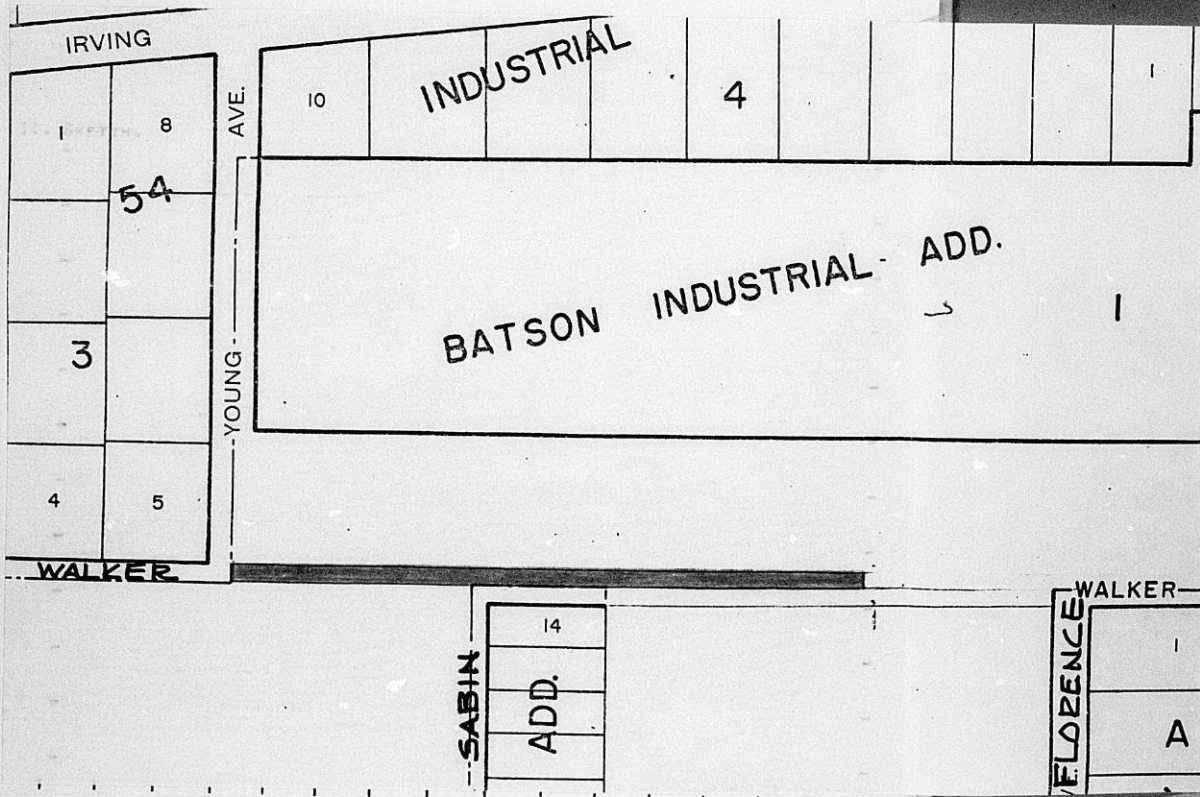 IRVING
INDUSTRIAL
AVE.
10
4
1
1
8
54
BATSON INDUSTRIAL ADD.
1
YOUNG
3
4
5
WALKER
WALKER
14
SABIN
ADD.
FLORENCE
1
A